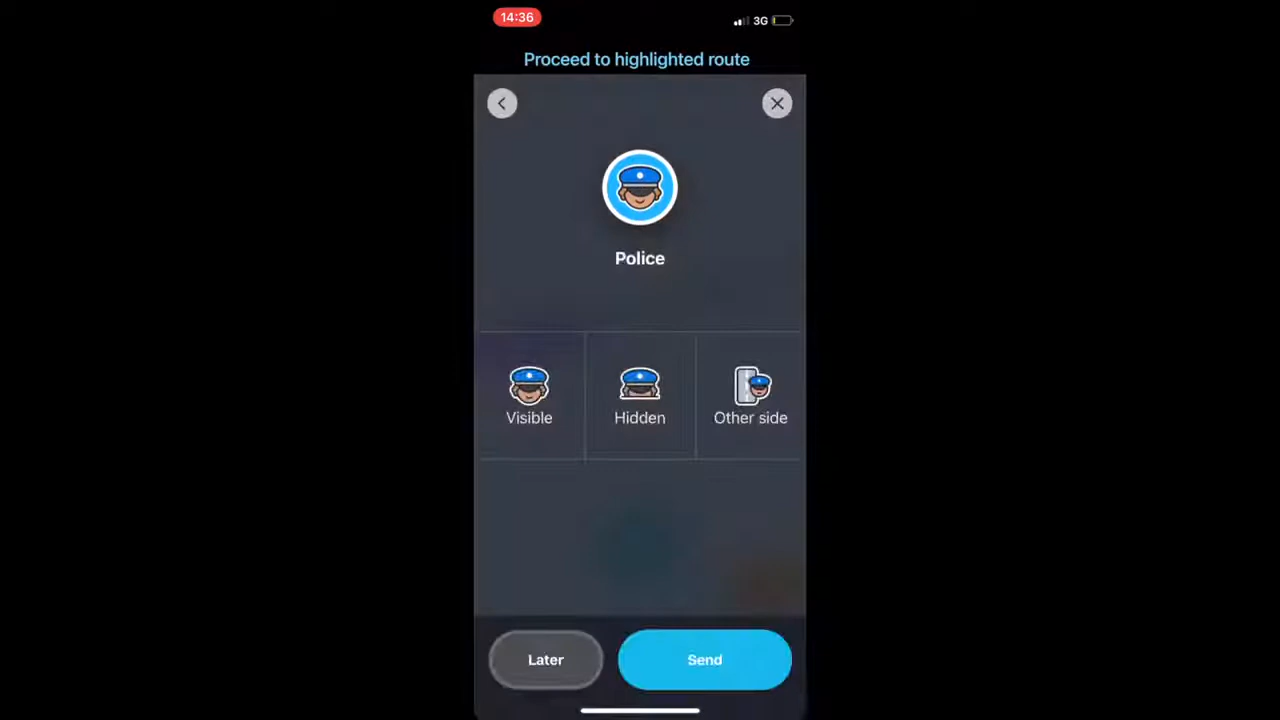 14:36
3G
Proceed to highlighted route
Police
Visible
Hidden
Other side
Later
Send